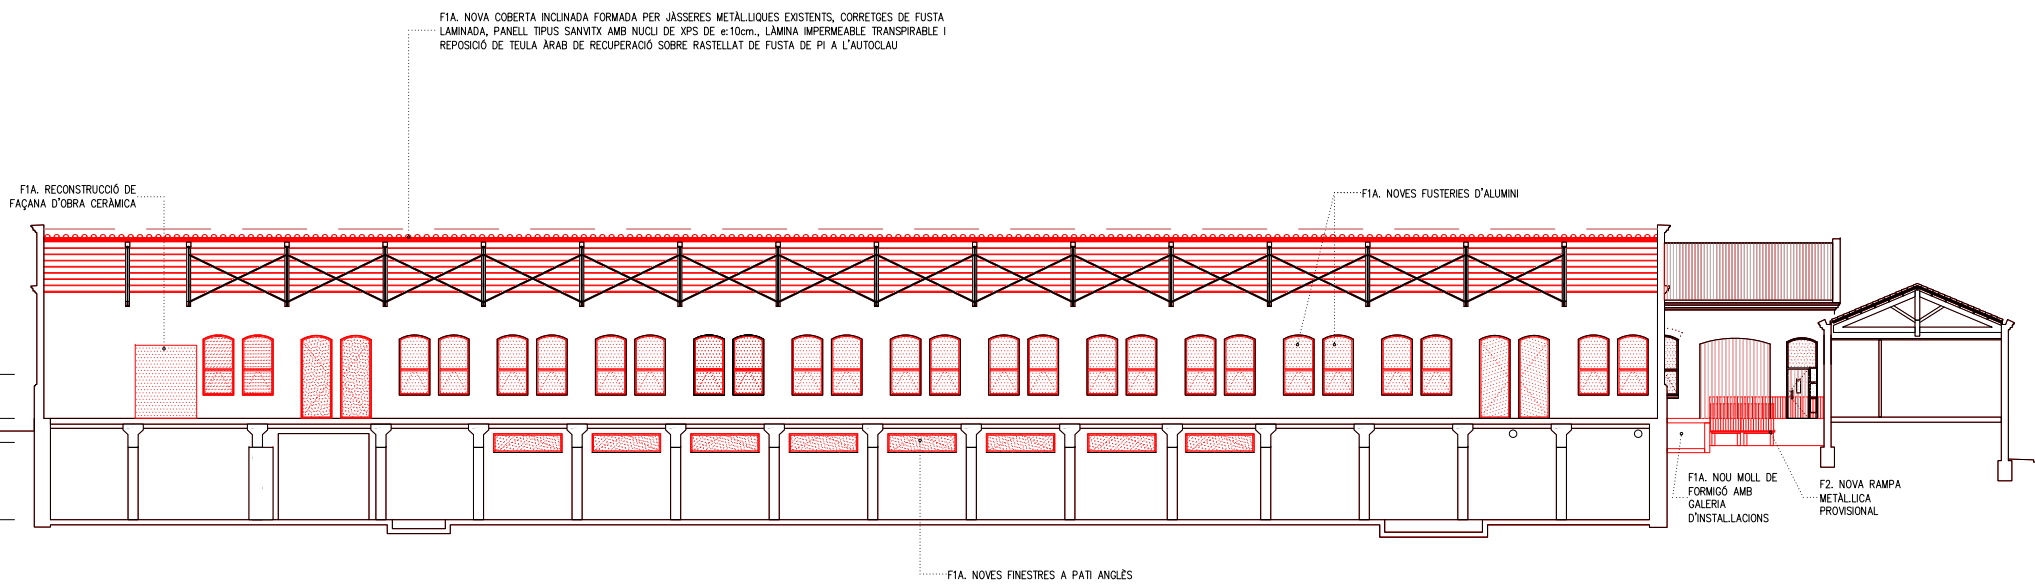 F1A. NOVA COBERTA INCLINADA FORMADA PER JÀSSERES METÀL.LIQUES EXISTENTS, CORRETGES DE FUSTA
LAMINADA, PANELL TIPUS SANVITX AMB NUCLI DE XPS DE e:10cm., LÀMINA IMPERMEABLE TRANSPIRABLE I
REPOSICIÓ DE TEULA ÀRAB DE RECUPERACIÓ SOBRE RASTELLAT DE FUSTA DE PI A L'AUTOCLAU
F1A. RECONSTRUCCIÓ DE
FAÇANA D'OBRA CERÀMICA
F1A. NOVES FUSTERIES D'ALUMINI
F1A. NOU MOLL DE
FORMIGÓ AMB
GALERIA
D'INSTAL.LACIONS
F2. NOVA RAMPA
METÀL.LICA
PROVISIONAL
F1A. NOVES FINESTRES A PATI ANGLÈS